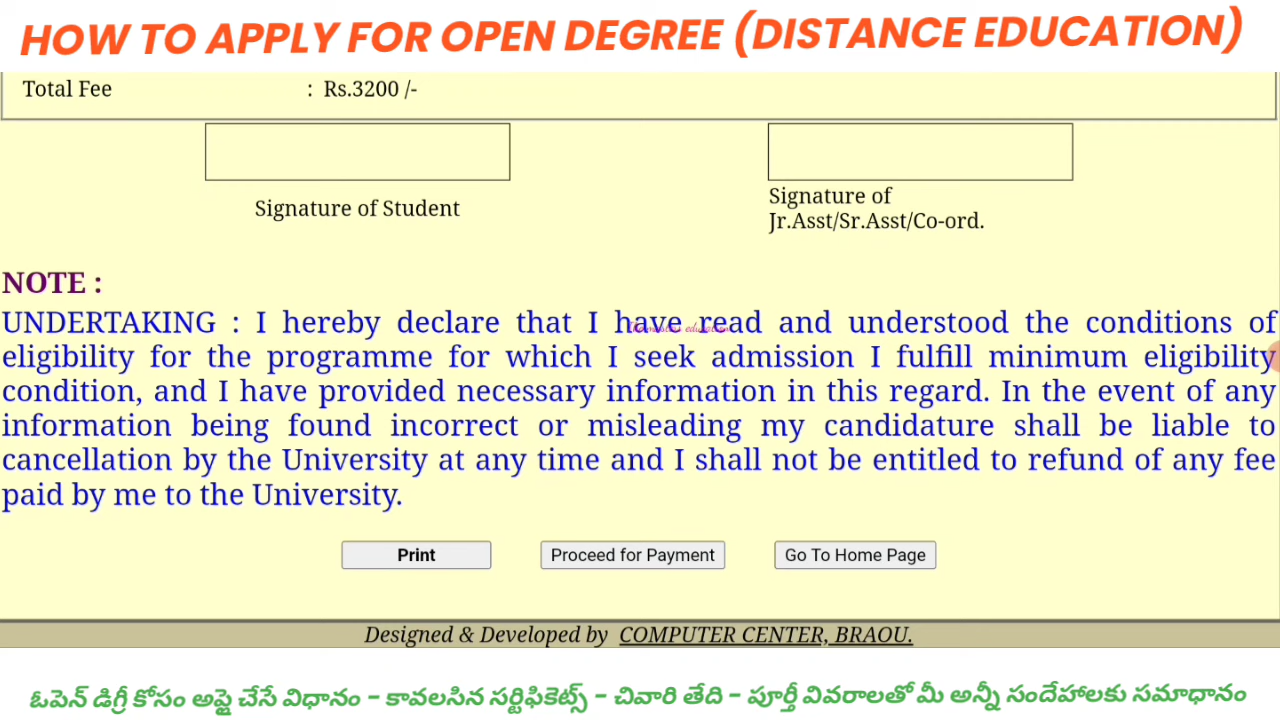 HOW TO APPLY FOR OPEN DEGREE (DISTANCE EDUCATION)
Total Fee : Rs.3200 /-
Signature of Student
Signature of
Jr.Asst/Sr.Asst/Co-ord.
NOTE :
UNDERTAKING : I hereby declare that I have read and understood the conditions of
eligibility for the programme for which I seek admission I fulfill minimum eligibility
condition, and I have provided necessary information in this regard. In the event of any
information being found incorrect or misleading my candidature shall be liable to
cancellation by the University at any time and I shall not be entitled to refund of any fee
paid by me to the University.
Print Proceed for Payment Go To Home Page
Designed & Developed by COMPUTER CENTER, BRAOU.
ఓపెన్ డిగ్రీ కోసం అప్లై చేసే విధానం - కావలసిన సర్టిఫికెట్స్ - చివారి తేది - పూర్తీ వివరాలతో మీ అన్నీ సందేహాలకు సమాధానం